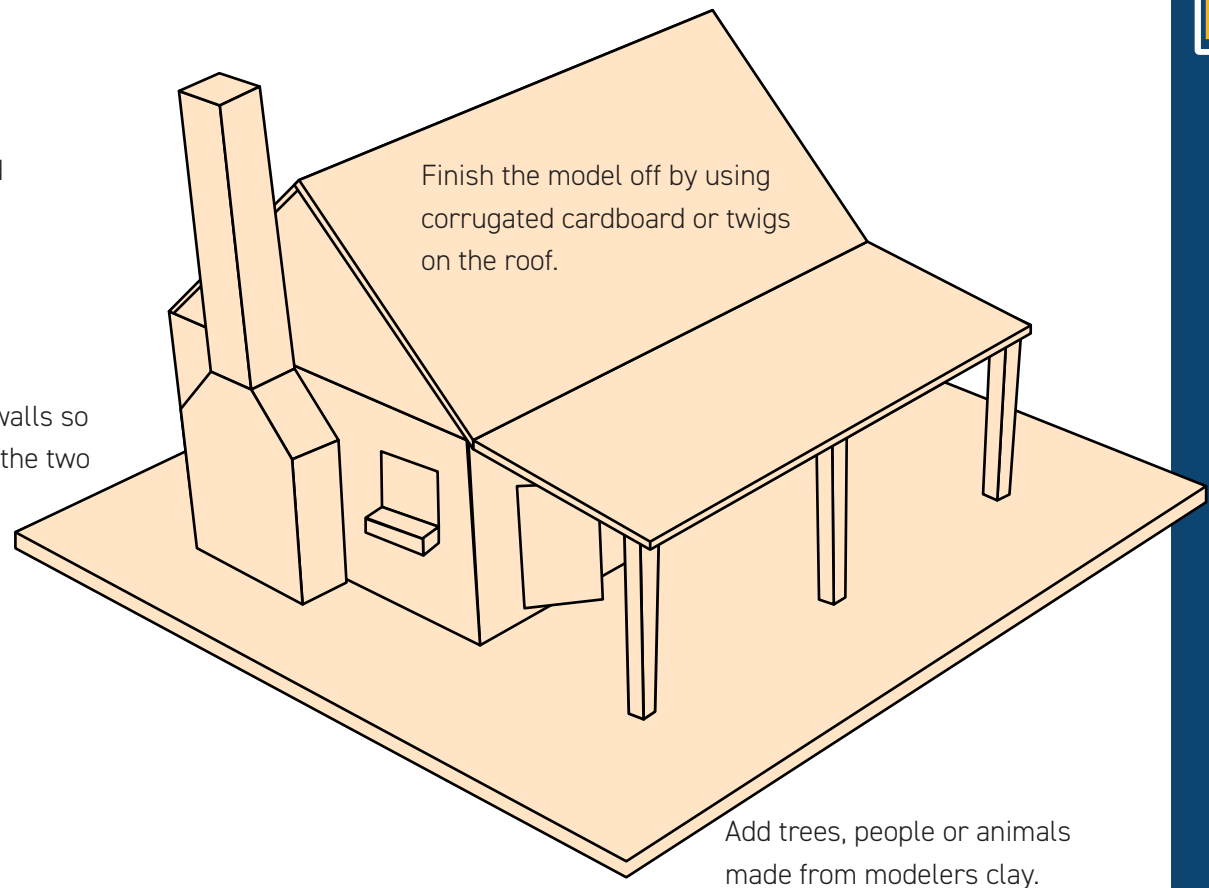 Finish the model off by using
corrugated cardboard or twigs
on the roof.
walls so
the two
Add trees, people or animals
made from modelers clay.